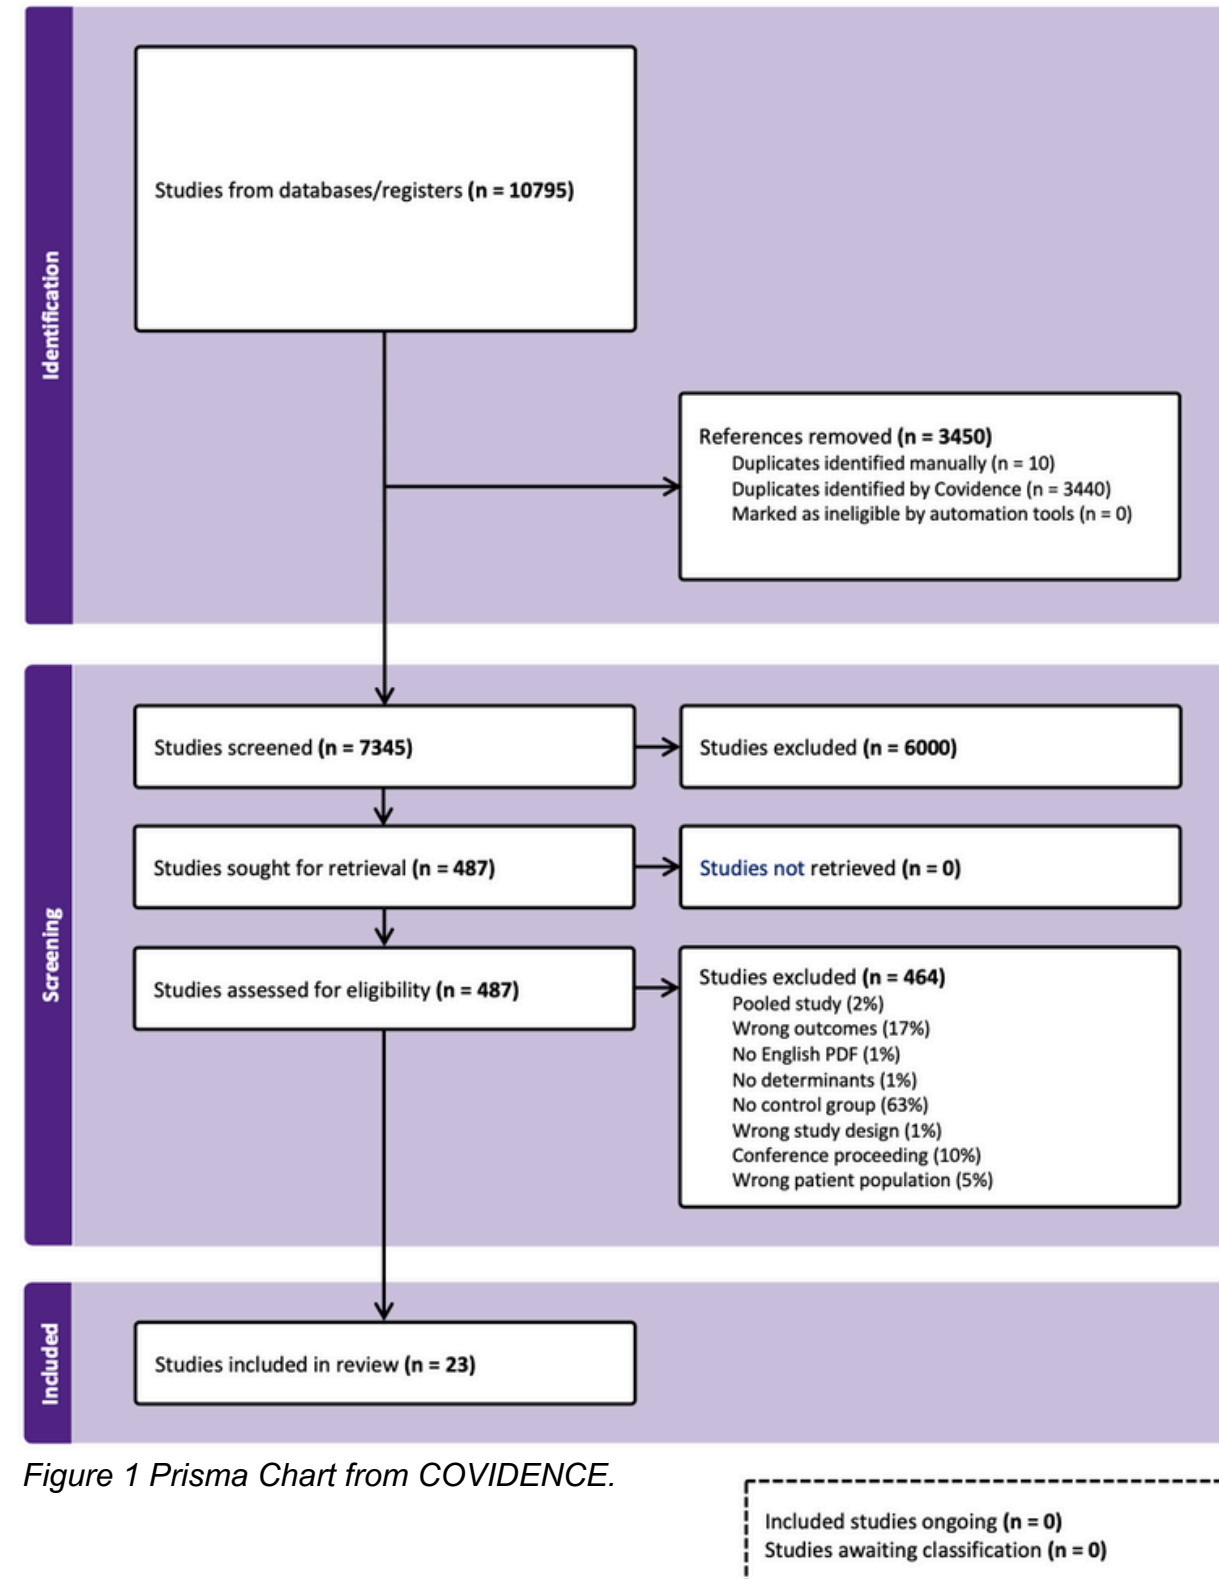 Identification
Studies from databases/registers (n = 10795)
References removed (n = 3450)
Duplicates identified manually (n = 10)
Duplicates identified by Covidence (n = 3440)
Marked as ineligible by automation tools (n = 0)
Screening
Studies screened (n = 7345)
Studies excluded (n = 6000)
Studies sought for retrieval (n = 487)
Studies not retrieved (n = 0)
Studies assessed for eligibility (n = 487)
Studies excluded (n = 464)
Pooled study (2%)
Wrong outcomes (17%)
No English PDF (1%)
No determinants (1%)
No control group (63%)
Wrong study design (1%)
Conference proceeding (10%)
Wrong patient population (5%)
Included
Studies included in review (n = 23)
Figure 1 Prisma Chart from COVIDENCE.
Included studies ongoing (n = 0)
Studies awaiting classification (n = 0)